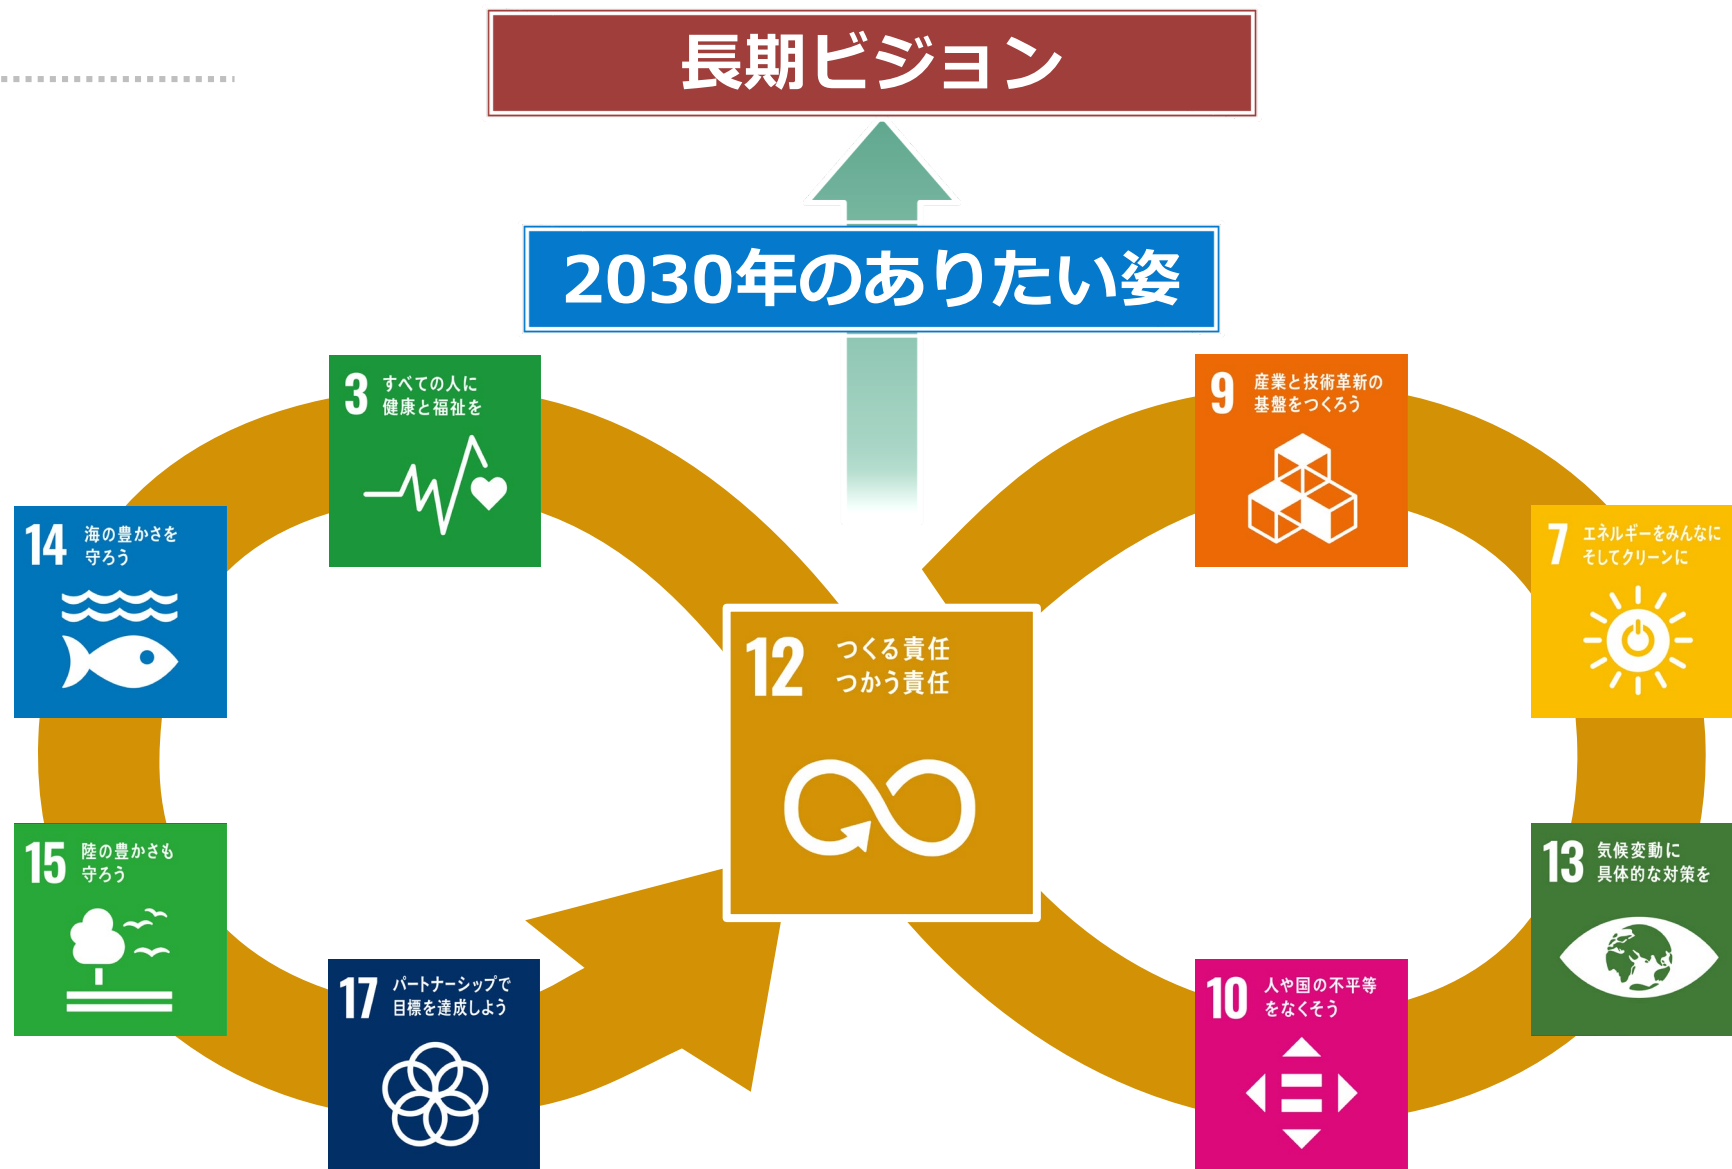 長期ビジョン
2030年のありたい姿
3 すべての人に
健康と福祉を
9 産業と技術革新の
基盤をつくろう
14 海の豊かさを
守ろう
7 エネルギーをみんなに
そしてクリーンに
12 つくる責任
つかう責任
15 陸の豊かさも
守ろう
13 気候変動に
具体的な対策を
17 パートナーシップで
目標を達成しよう
10 人や国の不平等
をなくそう